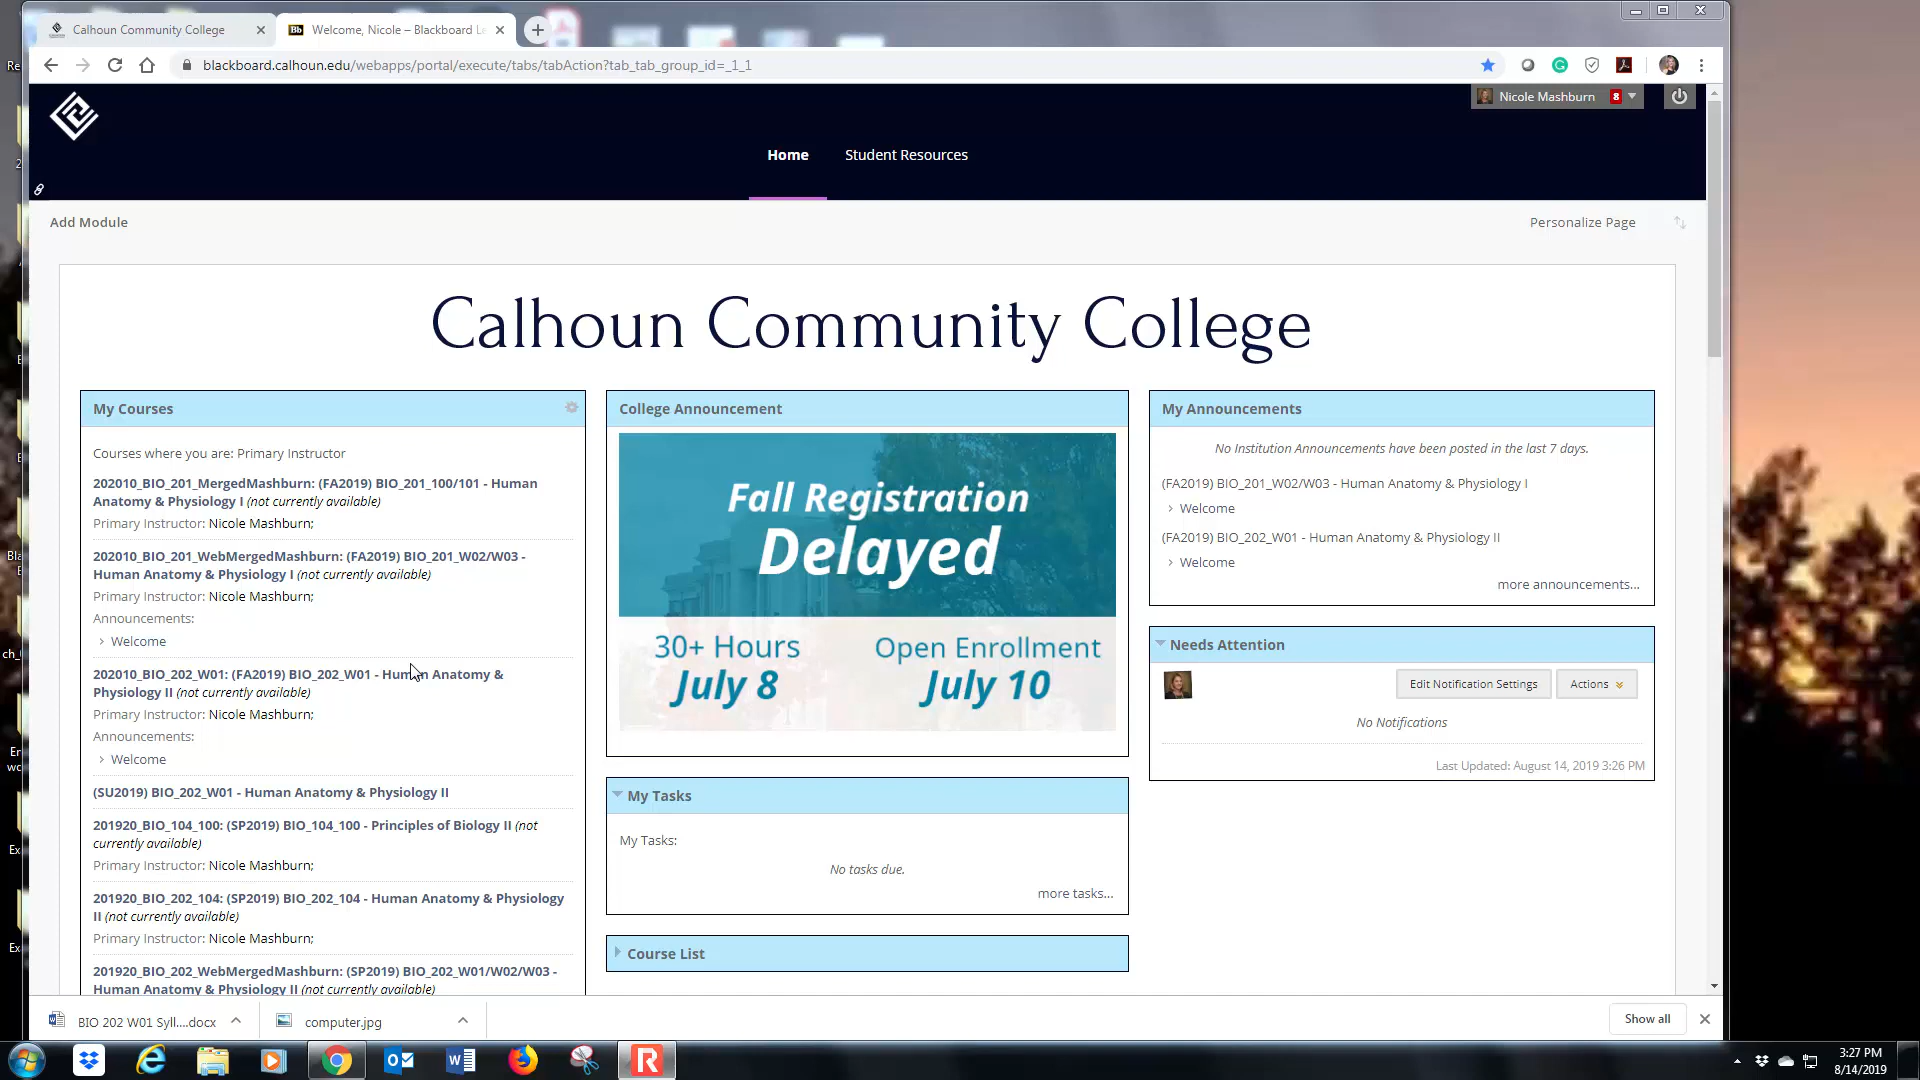 Calhoun Community College
Welcome, Nicole – Blackboard Le
blackboard.calhoun.edu/webapps/portal/execute/tabs/tabAction?tab_tab_group_id=_1_1
Nicole Mashburn 8
Home
Student Resources
Add Module
Personalize Page
Calhoun Community College
My Courses
Courses where you are: Primary Instructor
202010_BIO_201_MergedMashburn: (FA2019) BIO_201_100/101 - Human
Anatomy & Physiology I (not currently available)
Primary Instructor: Nicole Mashburn;
202010_BIO_201_WebMergedMashburn: (FA2019) BIO_201_W02/W03 -
Human Anatomy & Physiology I (not currently available)
Primary Instructor: Nicole Mashburn;
Announcements:
Welcome
202010_BIO_202_W01: (FA2019) BIO_202_W01 - Human Anatomy &
Physiology II (not currently available)
Primary Instructor: Nicole Mashburn;
Announcements:
Welcome
(SU2019) BIO_202_W01 - Human Anatomy & Physiology II
201920_BIO_104_100: (SP2019) BIO_104_100 - Principles of Biology II (not
currently available)
Primary Instructor: Nicole Mashburn;
201920_BIO_202_104: (SP2019) BIO_202_104 - Human Anatomy & Physiology
II (not currently available)
Primary Instructor: Nicole Mashburn;
201920_BIO_202_WebMergedMashburn: (SP2019) BIO_202_W01/W02/W03 -
Human Anatomy & Physiology II (not currently available)
College Announcement
Fall Registration
Delayed
30+ Hours
July 8
Open Enrollment
July 10
My Tasks
My Tasks:
No tasks due.
more tasks...
Course List
My Announcements
No Institution Announcements have been posted in the last 7 days.
(FA2019) BIO_201_W02/W03 - Human Anatomy & Physiology I
Welcome
(FA2019) BIO_202_W01 - Human Anatomy & Physiology II
Welcome
more announcements...
Needs Attention
Edit Notification Settings
Actions
No Notifications
Last Updated: August 14, 2019 3:26 PM
BIO 202 W01 Syll....docx
computer.jpg
Show all
3:27 PM
8/14/2019